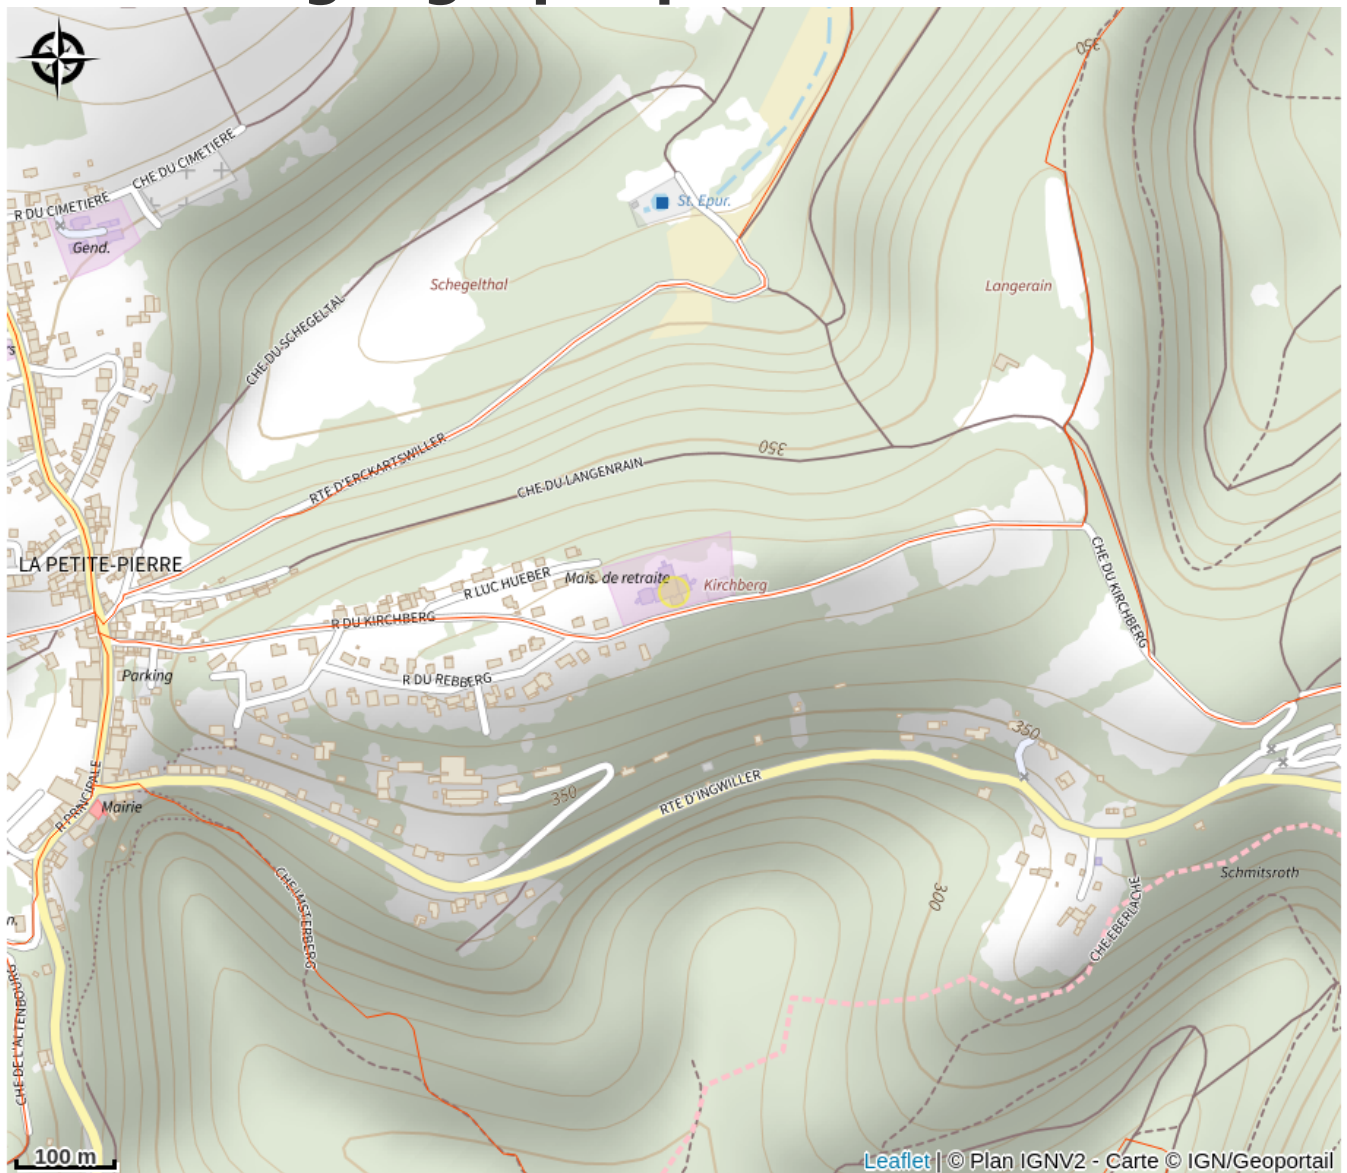 CHE DU CIMETIERE
R DU CIMETIERE
Gend.
St. Epur.
350
Schegelthal
Langerain
CHE DU SCHEGELTAL
RTE D'ERCKARTSWILLER
350
CHE DU LANGENRAIN
LA PETITE-PIERRE
Mais. de retraite
Kirchberg
R LUC HUEBER
R DU KIRCHBERG
CHE DU KIRCHBERG
Parking
R DU REBBERG
350
R PRINCIPALE
Mairie
350
RTE D'INGWILLER
300
Schmitsroth
CHE IMSTERBERG
CHE EBERLACHE
CHE DE L'ALTENBOURG
100 m
Leaflet | © Plan IGNV2 - Carte © IGN/Geoportail